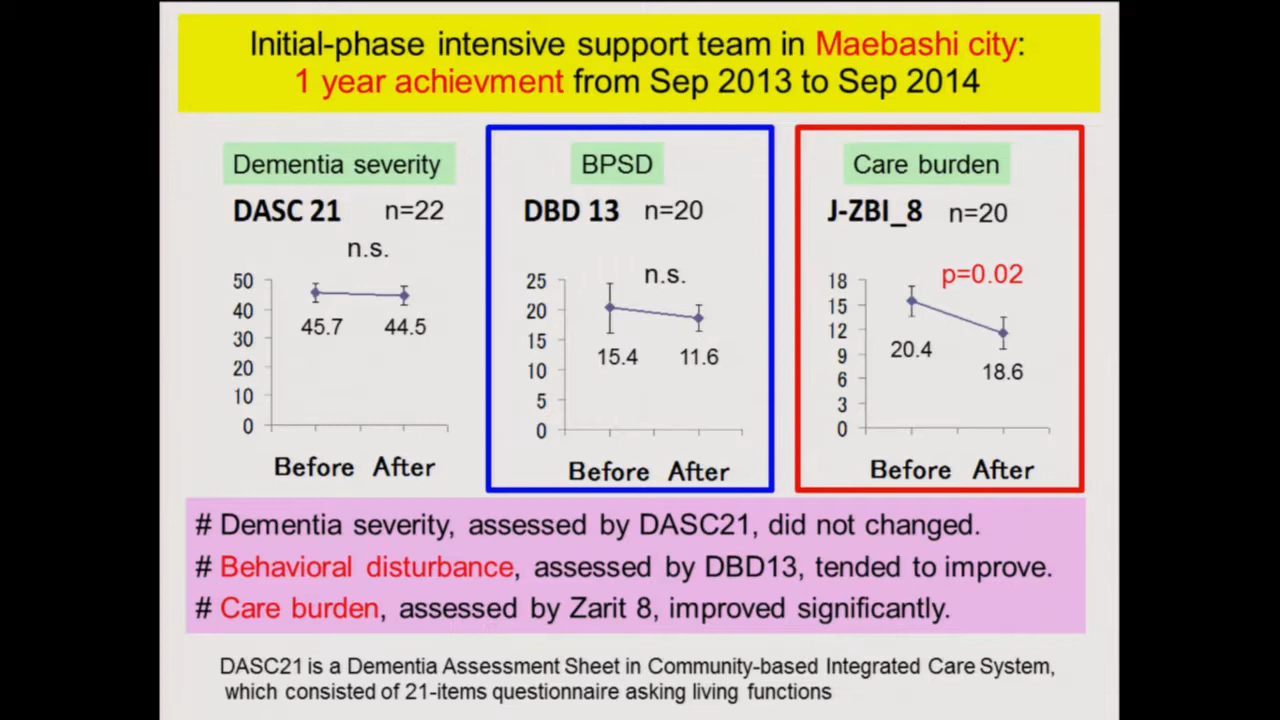 Initial-phase intensive support team in Maebashi city:
1 year achievment from Sep 2013 to Sep 2014
Dementia severity
DASC 21 n=22
n.s.
50
40
30
20
10
0
45.7 44.5
Before After
BPSD
DBD 13 n=20
n.s.
25
20
15
10
5
0
15.4 11.6
Before After
Care burden
J-ZBI_8 n=20
p=0.02
18
15
12
9
6
3
0
20.4
18.6
Before After
# Dementia severity, assessed by DASC21, did not changed.
# Behavioral disturbance, assessed by DBD13, tended to improve.
# Care burden, assessed by Zarit 8, improved significantly.
DASC21 is a Dementia Assessment Sheet in Community-based Integrated Care System,
which consisted of 21-items questionnaire asking living functions